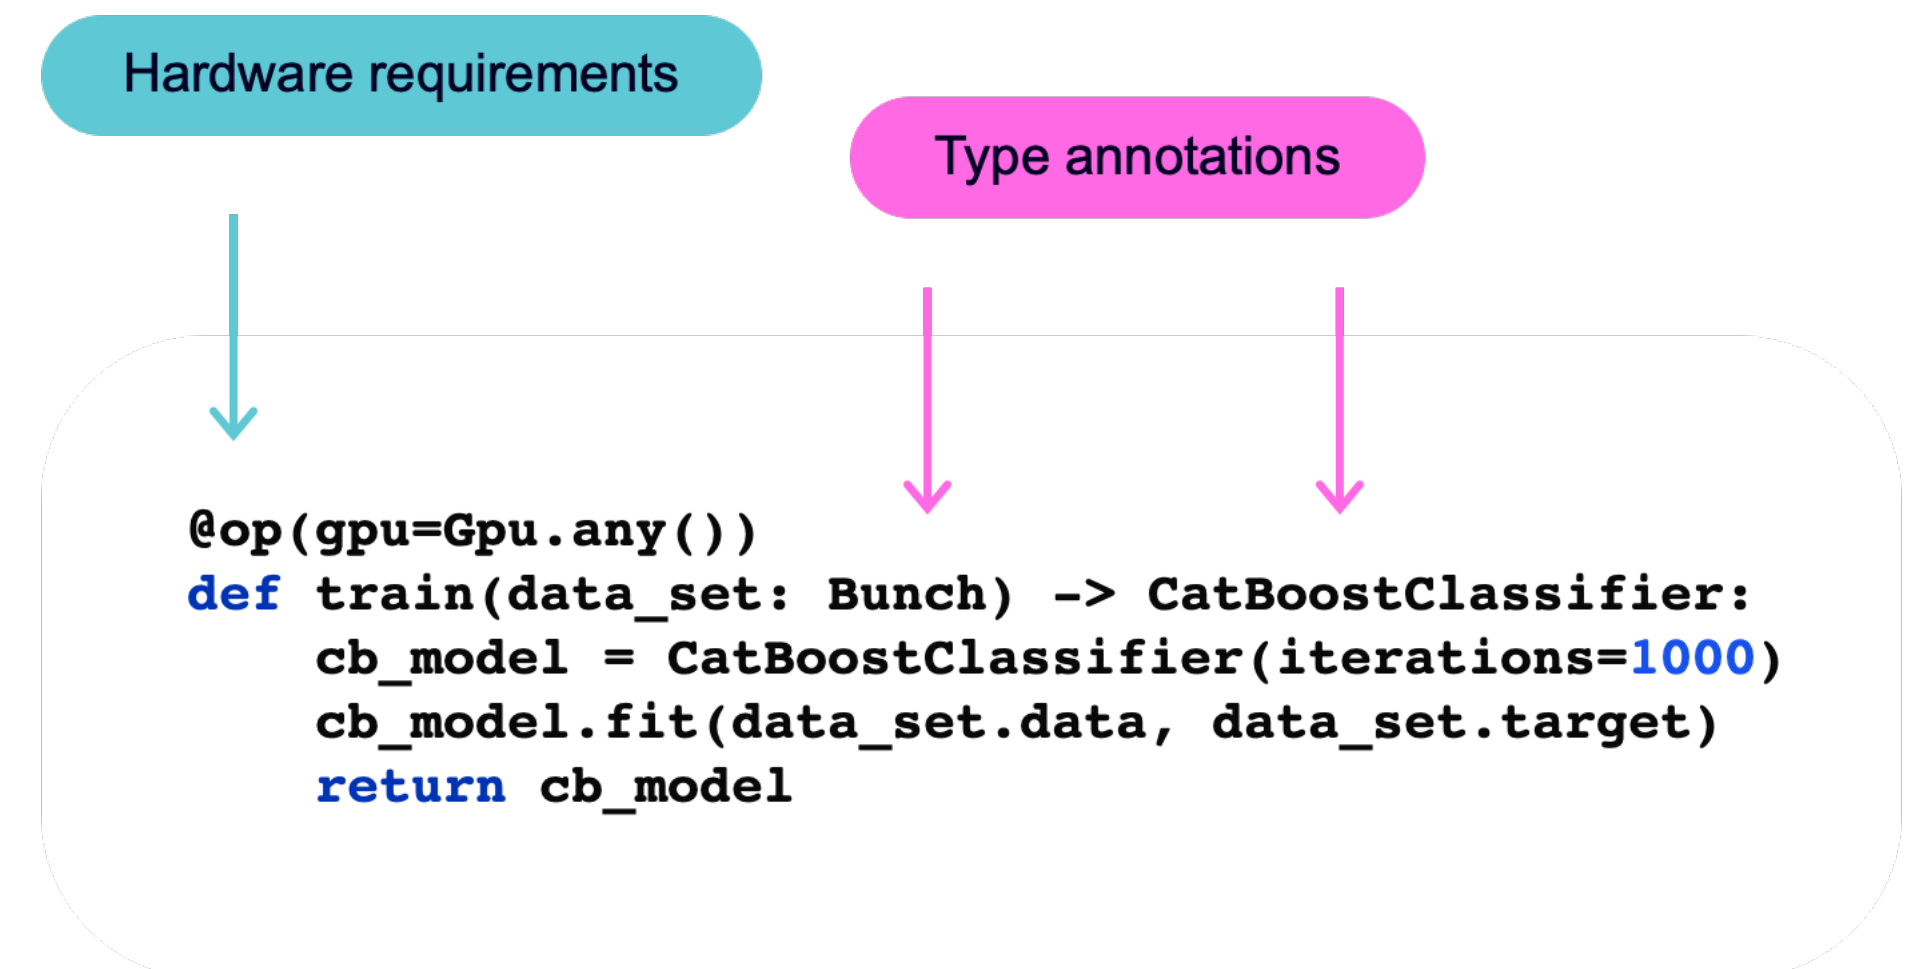 Hardware requirements
Type annotations
@op(gpu=Gpu.any())
def train(data_set: Bunch) -> CatBoostClassifier:
    cb_model = CatBoostClassifier(iterations=1000)
    cb_model.fit(data_set.data, data_set.target)
    return cb_model